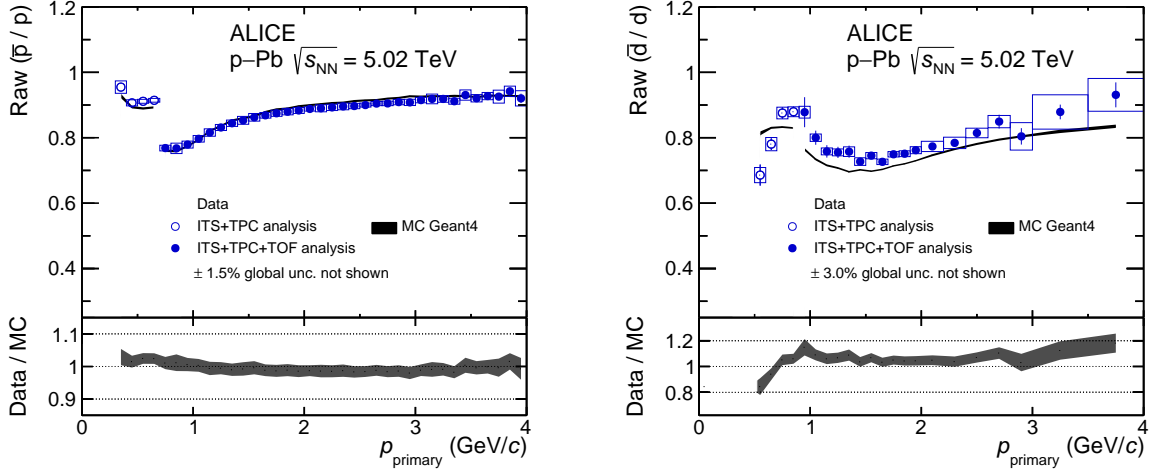 Raw (p̅ / p)
1.2
1
0.8
0.6
0.4
ALICE
p−Pb √sNN = 5.02 TeV
Data
ITS+TPC analysis
MC Geant4
ITS+TPC+TOF analysis
± 1.5% global unc. not shown
Data / MC
1.1
1.0
0.9
0 1 2 3 4
pprimary (GeV/c)
Raw (d̅ / d)
1.2
1
0.8
0.6
0.4
ALICE
p−Pb √sNN = 5.02 TeV
Data
ITS+TPC analysis
MC Geant4
ITS+TPC+TOF analysis
± 3.0% global unc. not shown
Data / MC
1.2
1.0
0.8
0 1 2 3 4
pprimary (GeV/c)